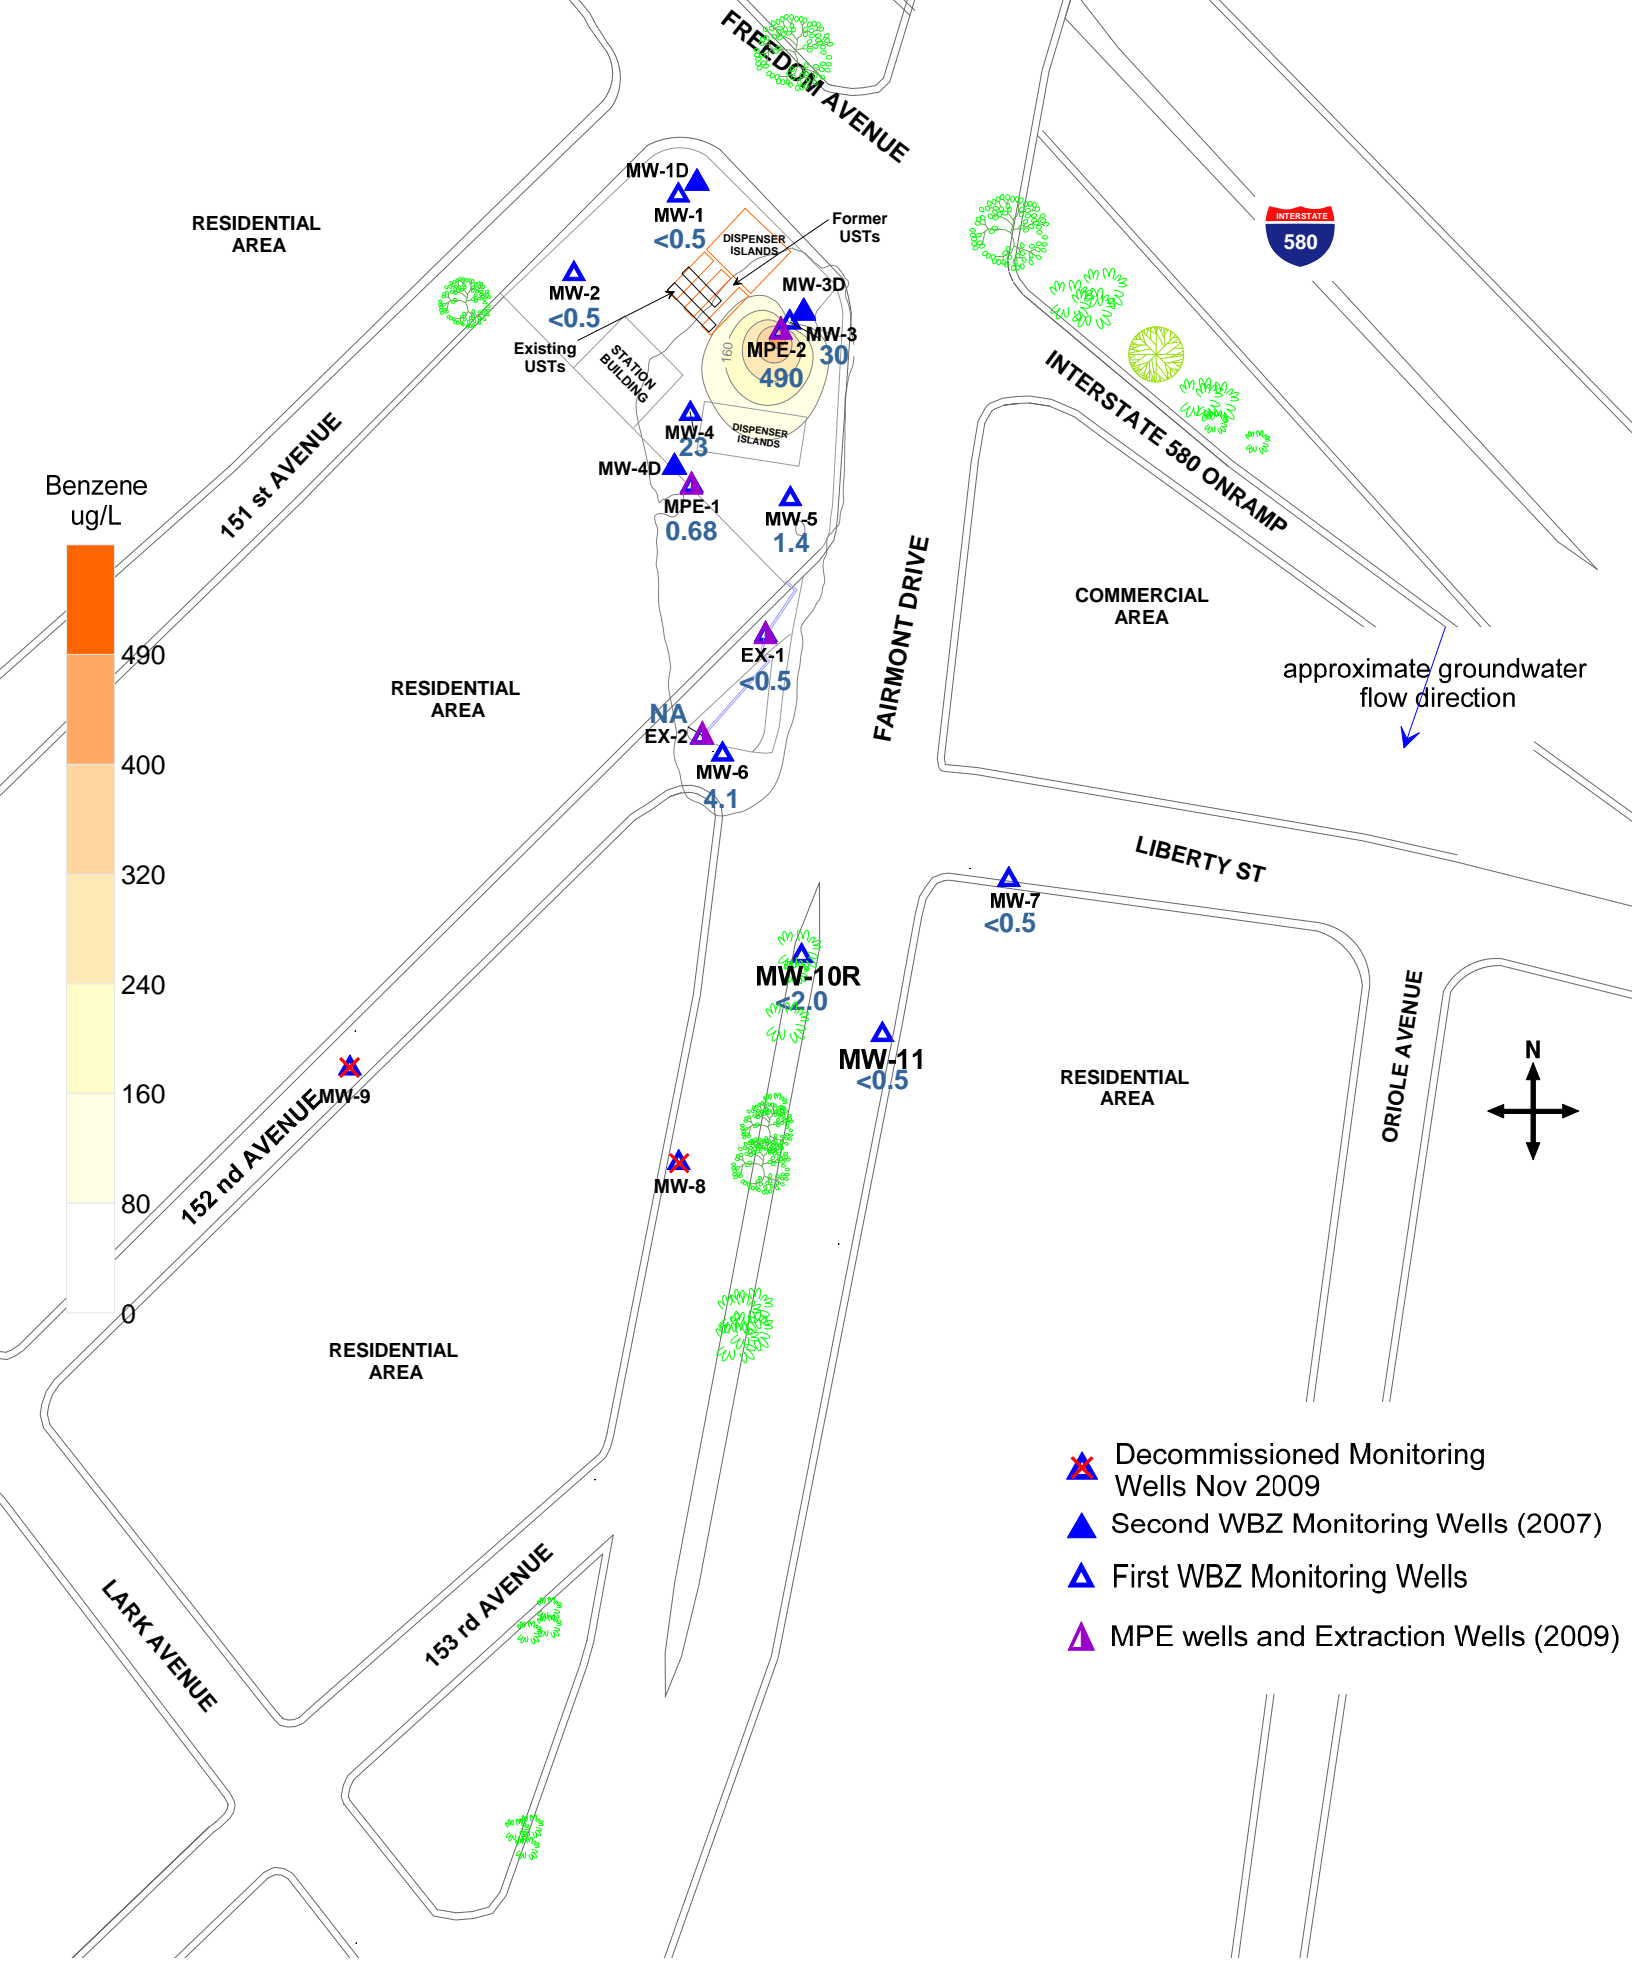 FREEDOM AVENUE
MW-1D
MW-1
<0.5
RESIDENTIAL
AREA
Former
USTs
DISPENSER
ISLANDS
INTERSTATE
580
MW-2
<0.5
MW-3D
MW-3
30
MPE-2
490
160
Existing
USTs
STATION
BUILDING
INTERSTATE 580 ONRAMP
MW-4
23
DISPENSER
ISLANDS
MW-4D
MPE-1
0.68
MW-5
1.4
151 st AVENUE
Benzene
ug/L
490
400
320
240
160
80
0
FAIRMONT DRIVE
COMMERCIAL
AREA
EX-1
<0.5
approximate groundwater
flow direction
RESIDENTIAL
AREA
NA
EX-2
MW-6
4.1
LIBERTY ST
MW-7
<0.5
MW-10R
<2.0
MW-11
<0.5
ORIOLE AVENUE
N
RESIDENTIAL
AREA
MW-9
152 nd AVENUE
MW-8
RESIDENTIAL
AREA
Decommissioned Monitoring
Wells Nov 2009
Second WBZ Monitoring Wells (2007)
First WBZ Monitoring Wells
MPE wells and Extraction Wells (2009)
153 rd AVENUE
LARK AVENUE